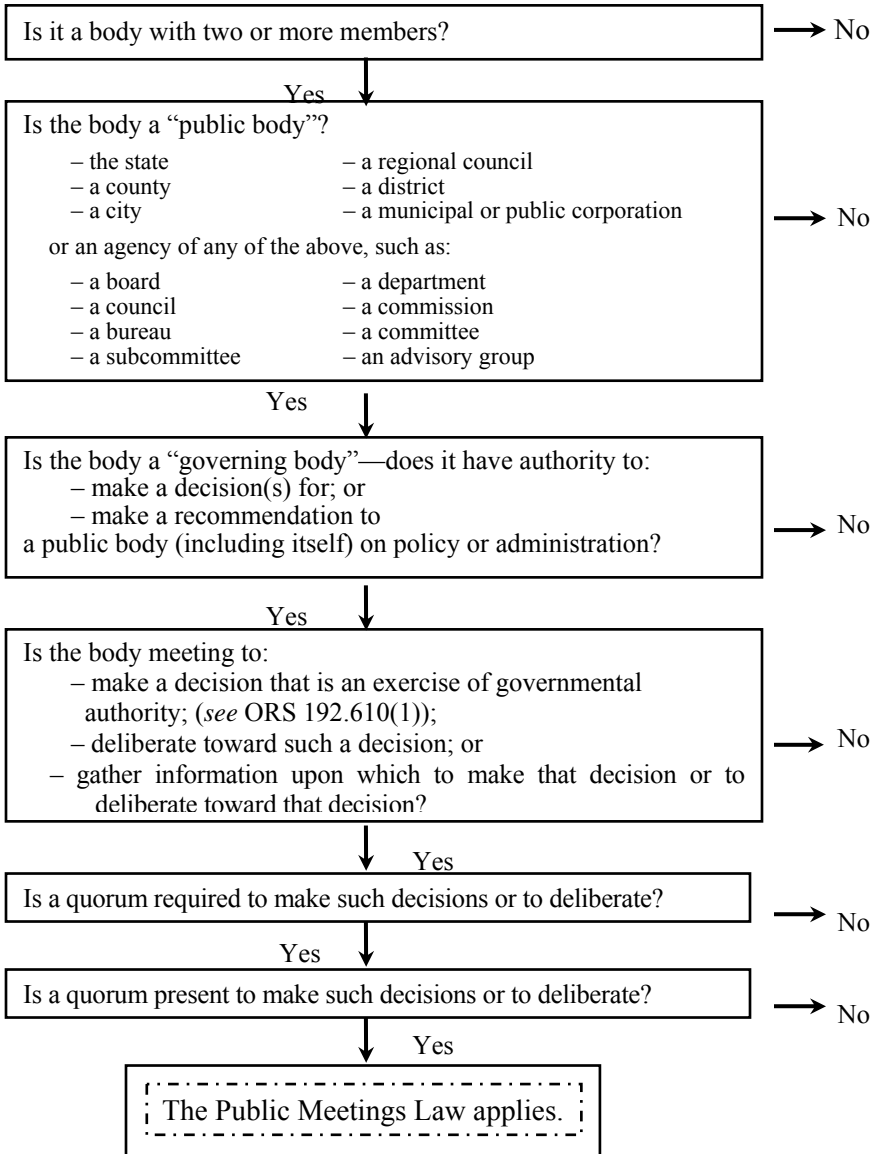 Is it a body with two or more members?
No
Yes
Is the body a “public body”?
– the state – a regional council
– a county – a district
– a city – a municipal or public corporation
No
or an agency of any of the above, such as:
– a board – a department
– a council – a commission
– a bureau – a committee
– a subcommittee – an advisory group
Yes
Is the body a “governing body”—does it have authority to:
– make a decision(s) for; or
– make a recommendation to
No
a public body (including itself) on policy or administration?
Yes
Is the body meeting to:
– make a decision that is an exercise of governmental
authority; (see ORS 192.610(1));
– deliberate toward such a decision; or
No
– gather information upon which to make that decision or to
deliberate toward that decision?
Yes
Is a quorum required to make such decisions or to deliberate?
No
Yes
Is a quorum present to make such decisions or to deliberate?
No
Yes
The Public Meetings Law applies.